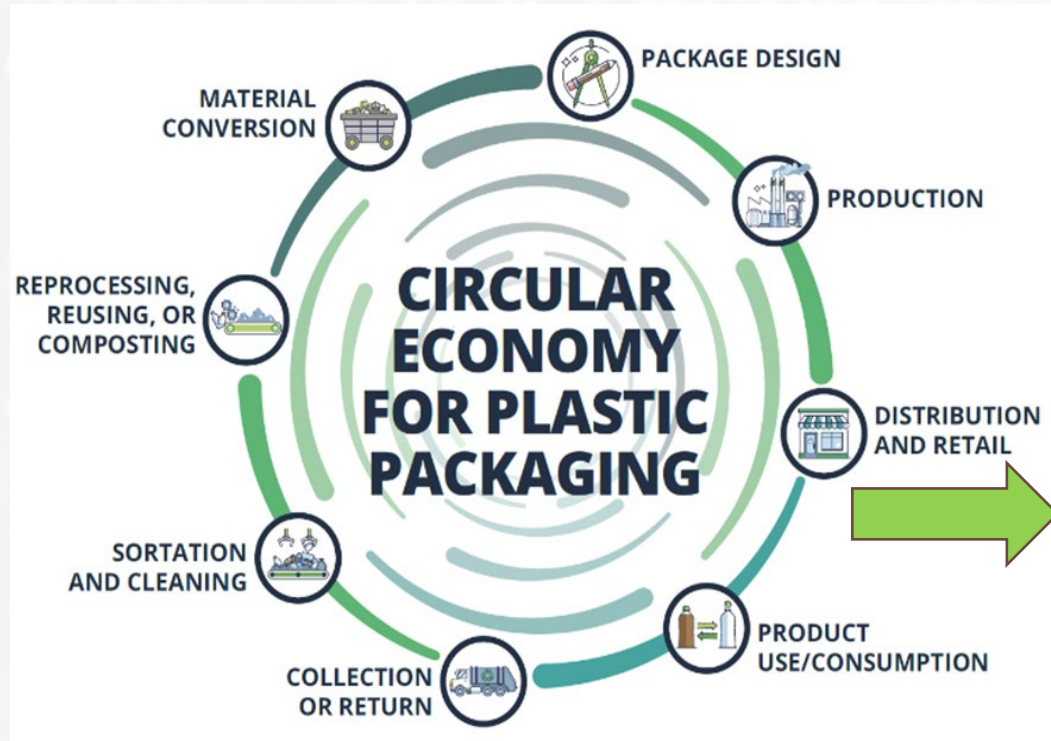 CIRCULAR
ECONOMY
FOR PLASTIC
PACKAGING
PACKAGE DESIGN
PRODUCTION
DISTRIBUTION
AND RETAIL
PRODUCT
USE/CONSUMPTION
COLLECTION
OR RETURN
SORTATION
AND CLEANING
REPROCESSING,
REUSING, OR
COMPOSTING
MATERIAL
CONVERSION